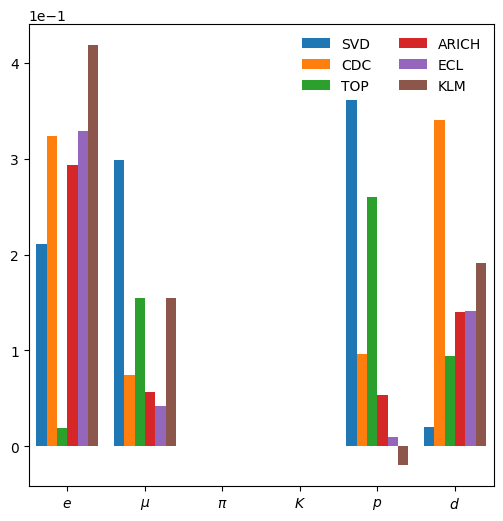 1e−1
SVD ARICH
CDC ECL
TOP KLM
4
3
2
1
0
e μ π K p d